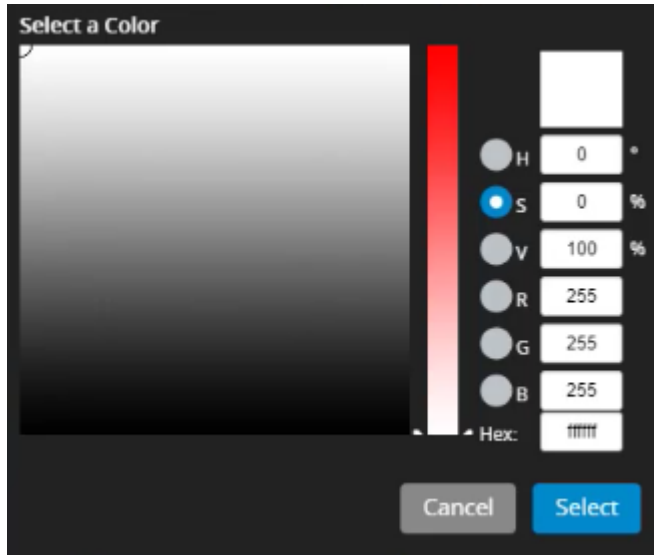 Select a Color
H 0 °
S 0 %
V 100 %
R 255
G 255
B 255
Hex: ffffff
Cancel Select